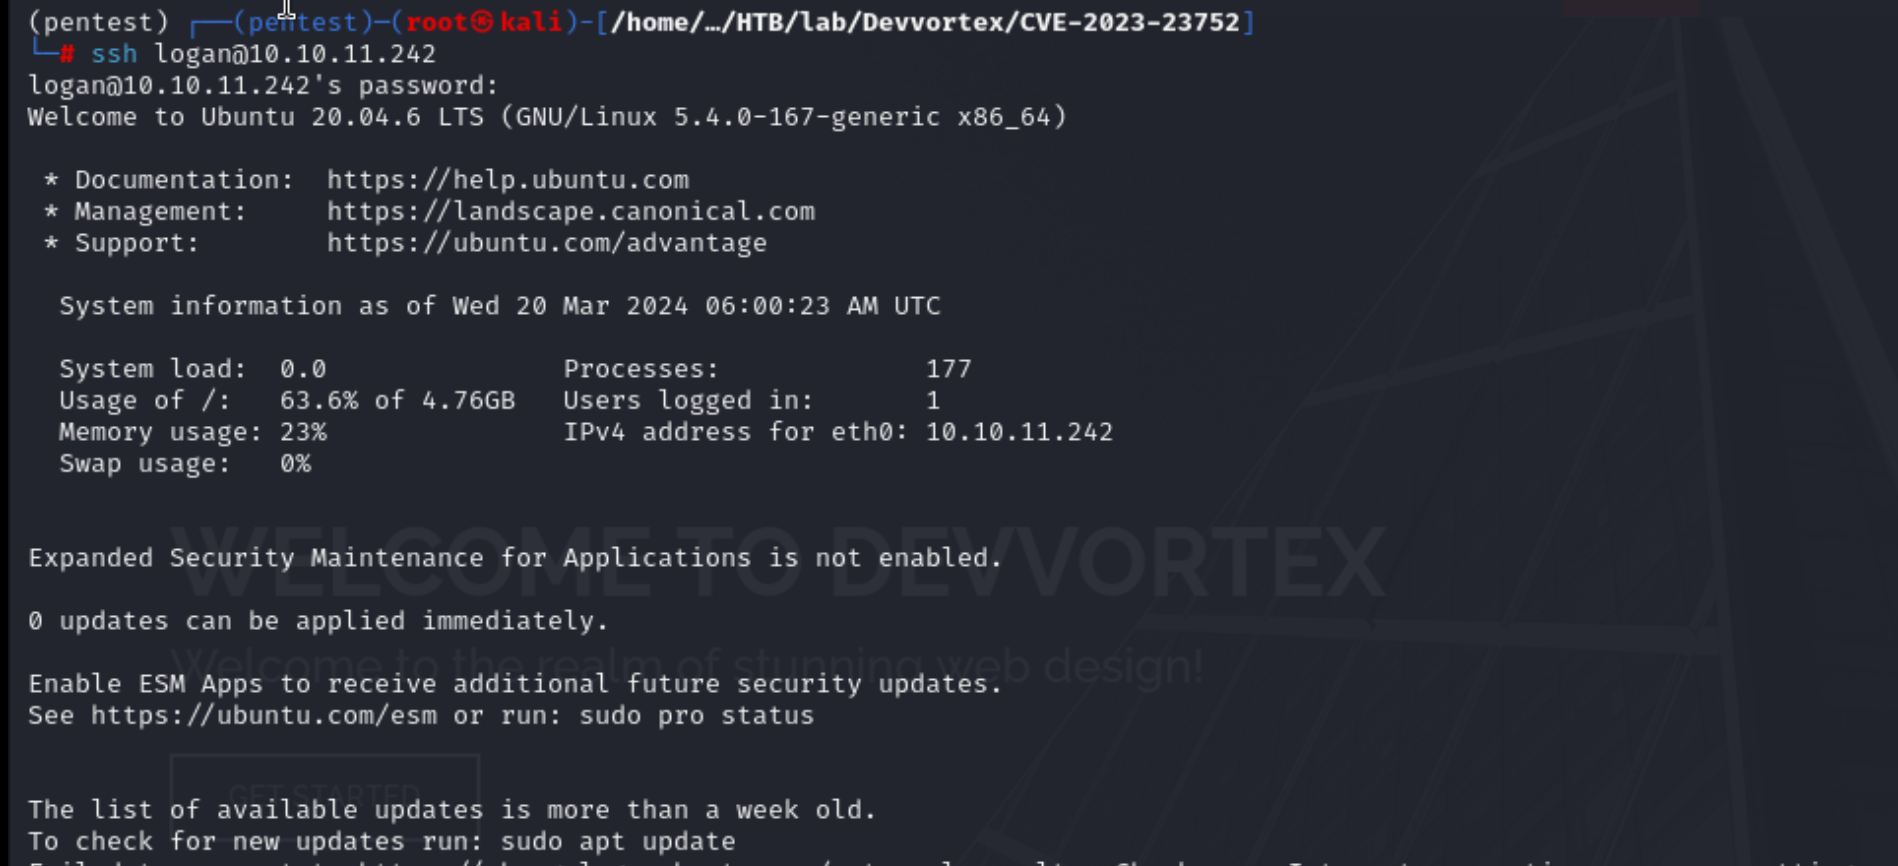 (pentest) ┌──(pentest)─(root㉿kali)-[/home/…/HTB/lab/Devvortex/CVE-2023-23752]
└─# ssh logan@10.10.11.242
logan@10.10.11.242's password:
Welcome to Ubuntu 20.04.6 LTS (GNU/Linux 5.4.0-167-generic x86_64)
* Documentation:  https://help.ubuntu.com
* Management:     https://landscape.canonical.com
* Support:        https://ubuntu.com/advantage
System information as of Wed 20 Mar 2024 06:00:23 AM UTC
System load:  0.0               Processes:             177
Usage of /:   63.6% of 4.76GB   Users logged in:       1
Memory usage: 23%               IPv4 address for eth0: 10.10.11.242
Swap usage:   0%
WELCOME TO DEVVORTEX
Expanded Security Maintenance for Applications is not enabled.
0 updates can be applied immediately.
Welcome to the realm of stunning web design!
Enable ESM Apps to receive additional future security updates.
See https://ubuntu.com/esm or run: sudo pro status
GET STARTED
The list of available updates is more than a week old.
To check for new updates run: sudo apt update